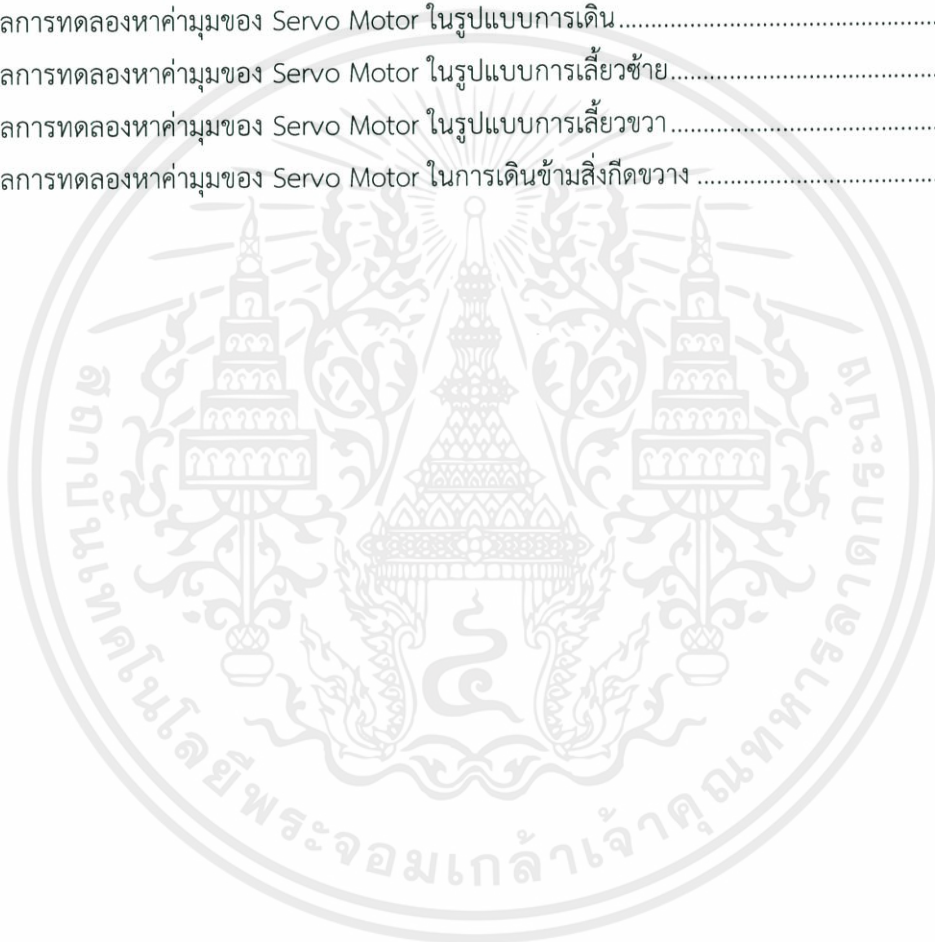 ลการทดลองหาค่ามุมของ Servo Motor ในรูปแบบการเดิน........................................
ลการทดลองหาค่ามุมของ Servo Motor ในรูปแบบการเลี้ยวซ้าย..............................
ลการทดลองหาค่ามุมของ Servo Motor ในรูปแบบการเลี้ยวขวา..............................
ลการทดลองหาค่ามุมของ Servo Motor ในการเดินข้ามสิ่งกีดขวาง ...........................
สถาบันเทคโนโลยีพระจอมเกล้าเจ้าคุณทหารลาดกระบัง
๔